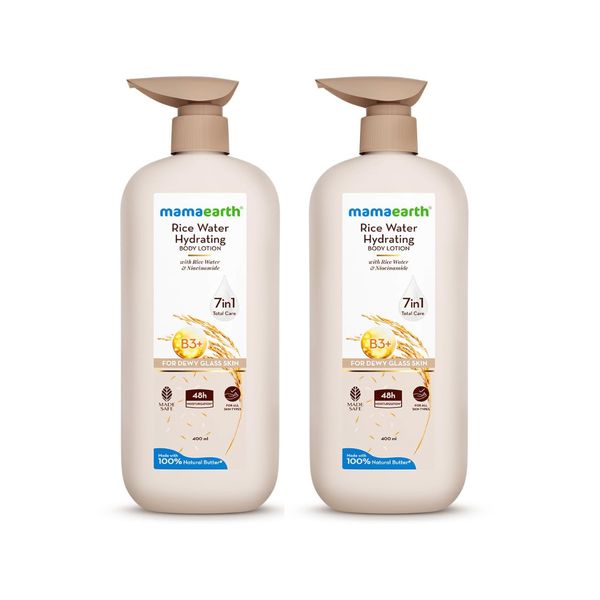 mamaearth®
Rice Water
Hydrating
BODY LOTION
with Rice Water
& Niacinamide
7in1
Total Care
B3+
FOR DEWY GLASS SKIN
MADE
SAFE
48h
MOISTURIZATION*
FOR ALL
SKIN TYPES
400 ml
Made with
100% Natural Butter*
mamaearth®
Rice Water
Hydrating
BODY LOTION
with Rice Water
& Niacinamide
7in1
Total Care
B3+
FOR DEWY GLASS SKIN
MADE
SAFE
48h
MOISTURIZATION*
FOR ALL
SKIN TYPES
400 ml
Made with
100% Natural Butter*